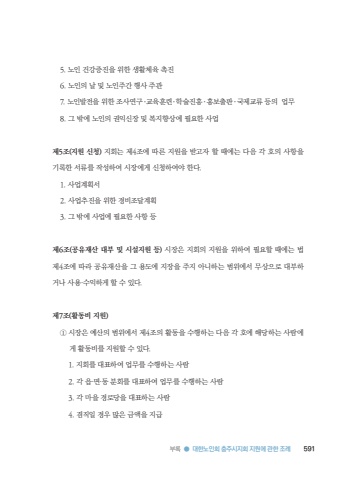 5. 노인 건강증진을 위한 생활체육 촉진
6. 노인의 날 및 노인주간 행사 주관
7. 노인발전을 위한 조사연구·교육훈련·학술진흥·홍보출판·국제교류 등의 업무
8. 그 밖에 노인의 권익신장 및 복지향상에 필요한 사업
제5조(지원 신청) 지회는 제4조에 따른 지원을 받고자 할 때에는 다음 각 호의 사항을
기록한 서류를 작성하여 시장에게 신청하여야 한다.
1. 사업계획서
2. 사업추진을 위한 경비조달계획
3. 그 밖에 사업에 필요한 사항 등
제6조(공유재산 대부 및 시설지원 등) 시장은 지회의 지원을 위하여 필요할 때에는 법
제4조에 따라 공유재산을 그 용도에 지장을 주지 아니하는 범위에서 무상으로 대부하
거나 사용·수익하게 할 수 있다.
제7조(활동비 지원)
① 시장은 예산의 범위에서 제4조의 활동을 수행하는 다음 각 호에 해당하는 사람에
게 활동비를 지원할 수 있다.
1. 지회를 대표하여 업무를 수행하는 사람
2. 각 읍·면·동 분회를 대표하여 업무를 수행하는 사람
3. 각 마을 경로당을 대표하는 사람
4. 겸직일 경우 많은 금액을 지급
부록 ● 대한노인회 충주시지회 지원에 관한 조례 591